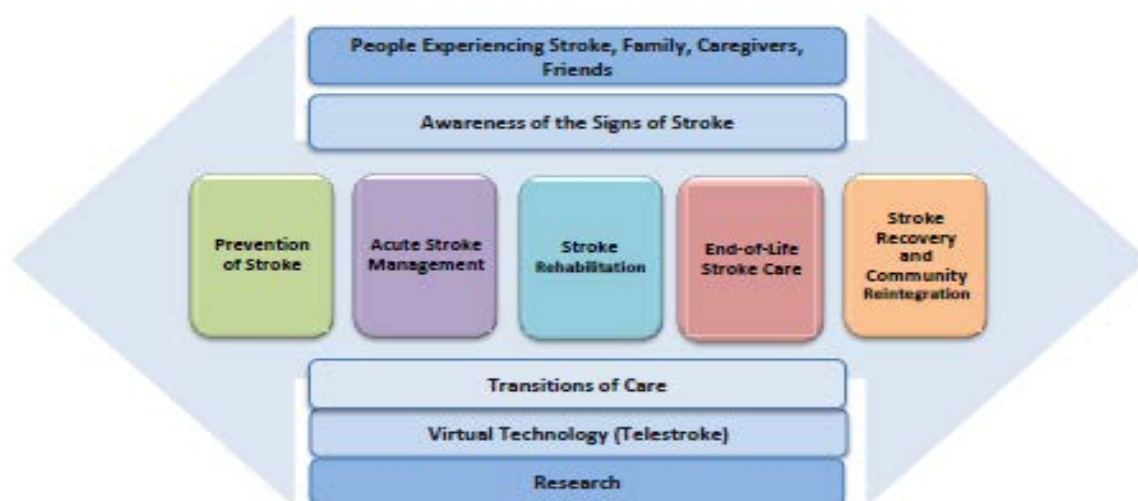 People Experiencing Stroke, Family, Caregivers,
Friends
Awareness of the Signs of Stroke
Prevention
of Stroke
Acute Stroke
Management
Stroke
Rehabilitation
End-of-Life
Stroke Care
Stroke
Recovery
and
Community
Reintegration
Transitions of Care
Virtual Technology (Telestroke)
Research